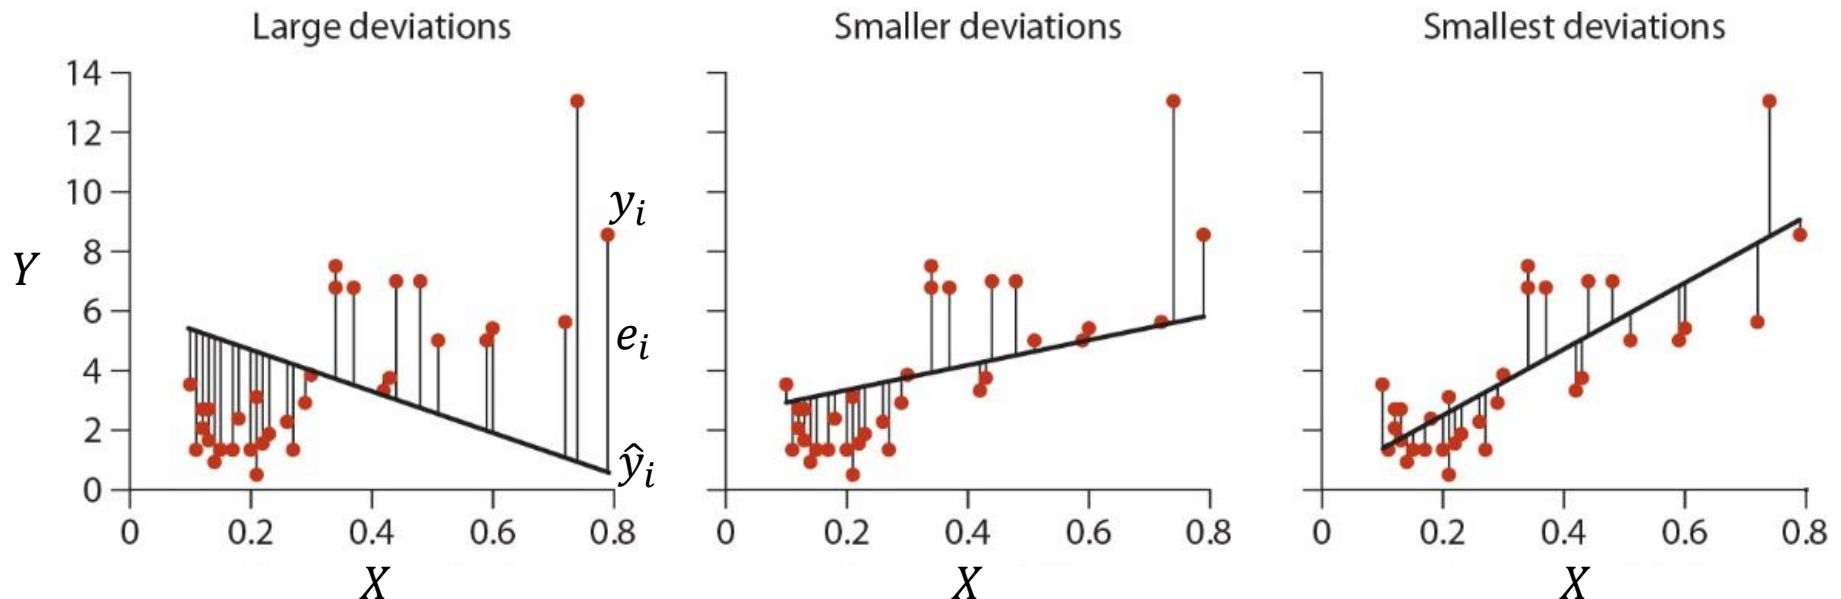 Large deviations
Smaller deviations
Smallest deviations
14
12
10
8
6
4
2
0
Y
y_i
e_i
ŷ_i
0 0.2 0.4 0.6 0.8
0 0.2 0.4 0.6 0.8
0 0.2 0.4 0.6 0.8
X
X
X